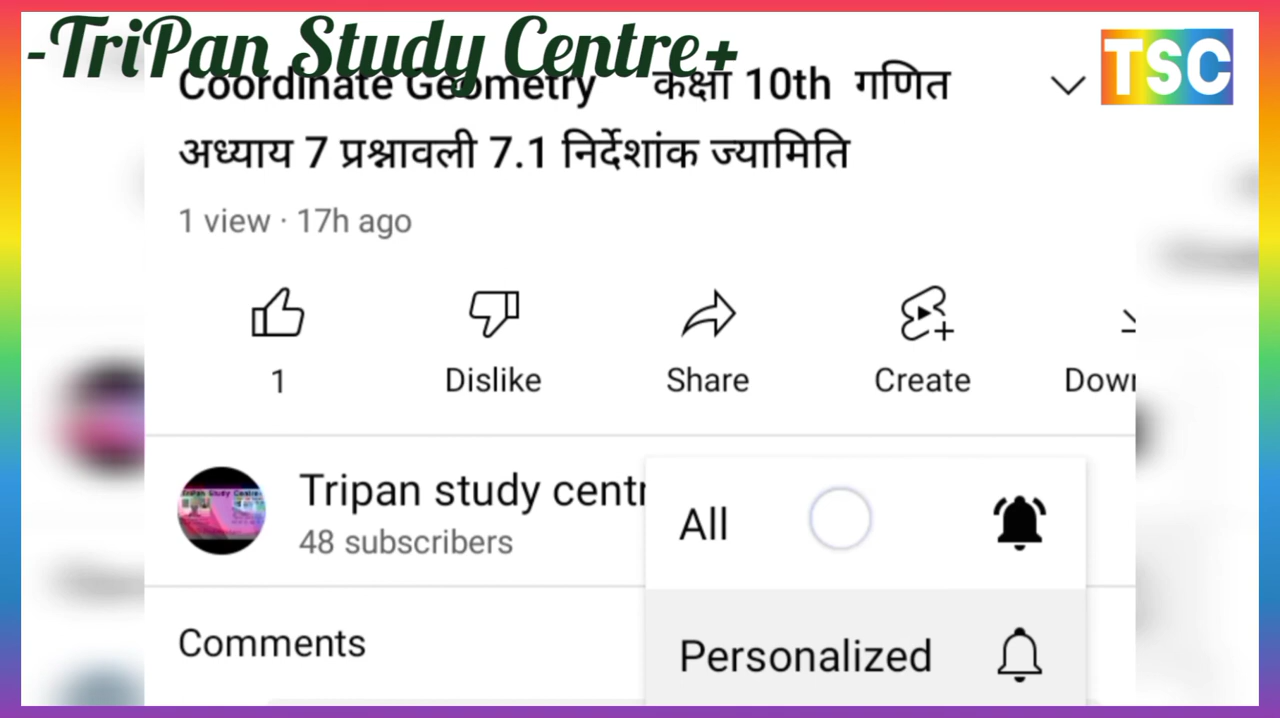 -TriPan Study Centre+
TSC
Coordinate Geometry कक्षा 10th गणित
अध्याय 7 प्रश्नावली 7.1 निर्देशांक ज्यामिति
1 view · 17h ago
1
Dislike
Share
Create
Down
Tripan study centr
48 subscribers
All
Comments
Personalized